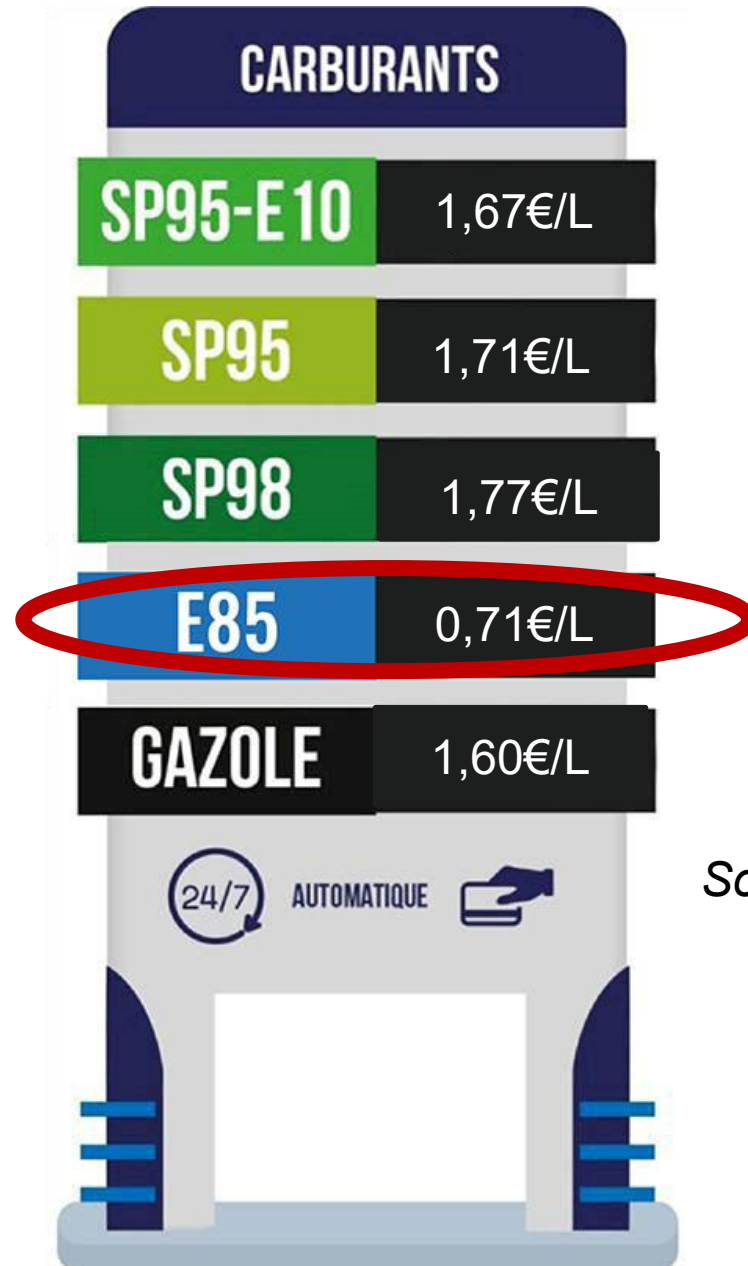 CARBURANTS
SP95-E10 1,67€/L
SP95 1,71€/L
SP98 1,77€/L
E85 0,71€/L
GAZOLE 1,60€/L
24/7 AUTOMATIQUE